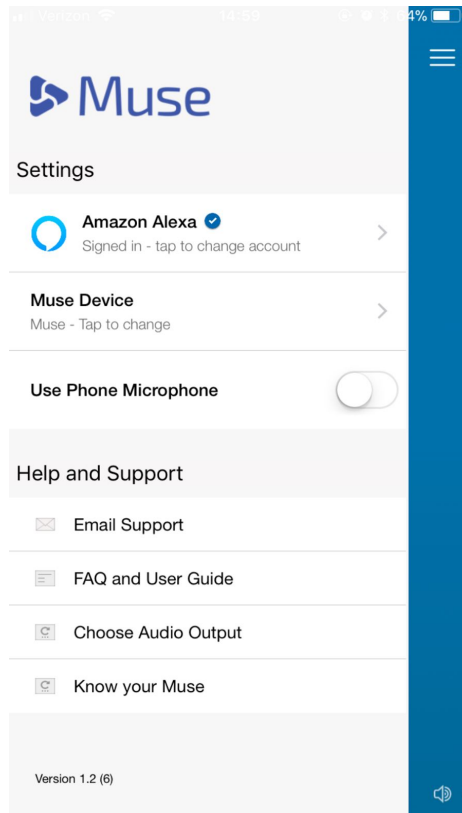 verizon 14:59 64%
Muse
Settings
Amazon Alexa
Signed in - tap to change account
Muse Device
Muse - Tap to change
Use Phone Microphone
Help and Support
Email Support
FAQ and User Guide
Choose Audio Output
Know your Muse
Version 1.2 (6)